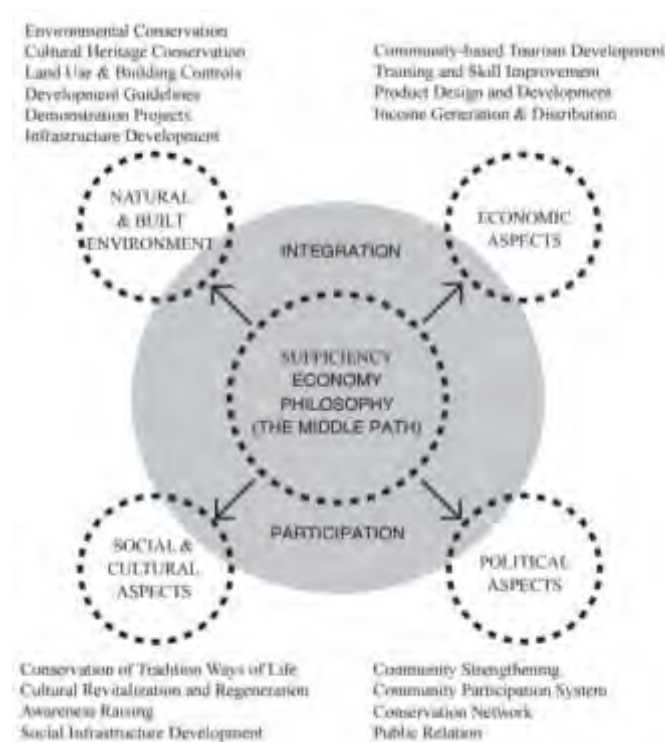 Environmental Conservation
Cultural Heritage Conservation
Land Use & Building Controls
Development Guidelines
Demonstration Projects
Infrastructure Development
Community-based Tourism Development
Training and Skill Improvement
Product Design and Development
Income Generation & Distribution
NATURAL
& BUILT
ENVIRONMENT
ECONOMIC
ASPECTS
INTEGRATION
SUFFICIENCY
ECONOMY
PHILOSOPHY
(THE MIDDLE PATH)
PARTICIPATION
SOCIAL &
CULTURAL
ASPECTS
POLITICAL
ASPECTS
Conservation of Tradition Ways of Life
Cultural Revitalization and Regeneration
Awareness Raising
Social Infrastructure Development
Community Strengthening
Community Participation System
Conservation Network
Public Relation